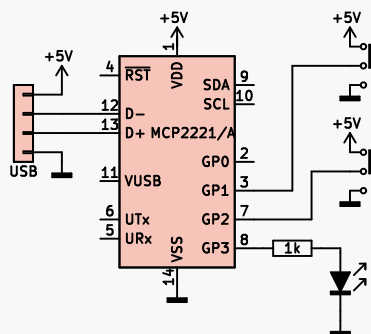 +5V
+5V
+5V
1
VDD
4
RST
9
SDA
10
SCL
12
D-
13
D+
MCP2221/A
+5V
USB
2
GP0
11
VUSB
3
GP1
6
UTx
7
GP2
5
URx
8
GP3
1k
VSS
14